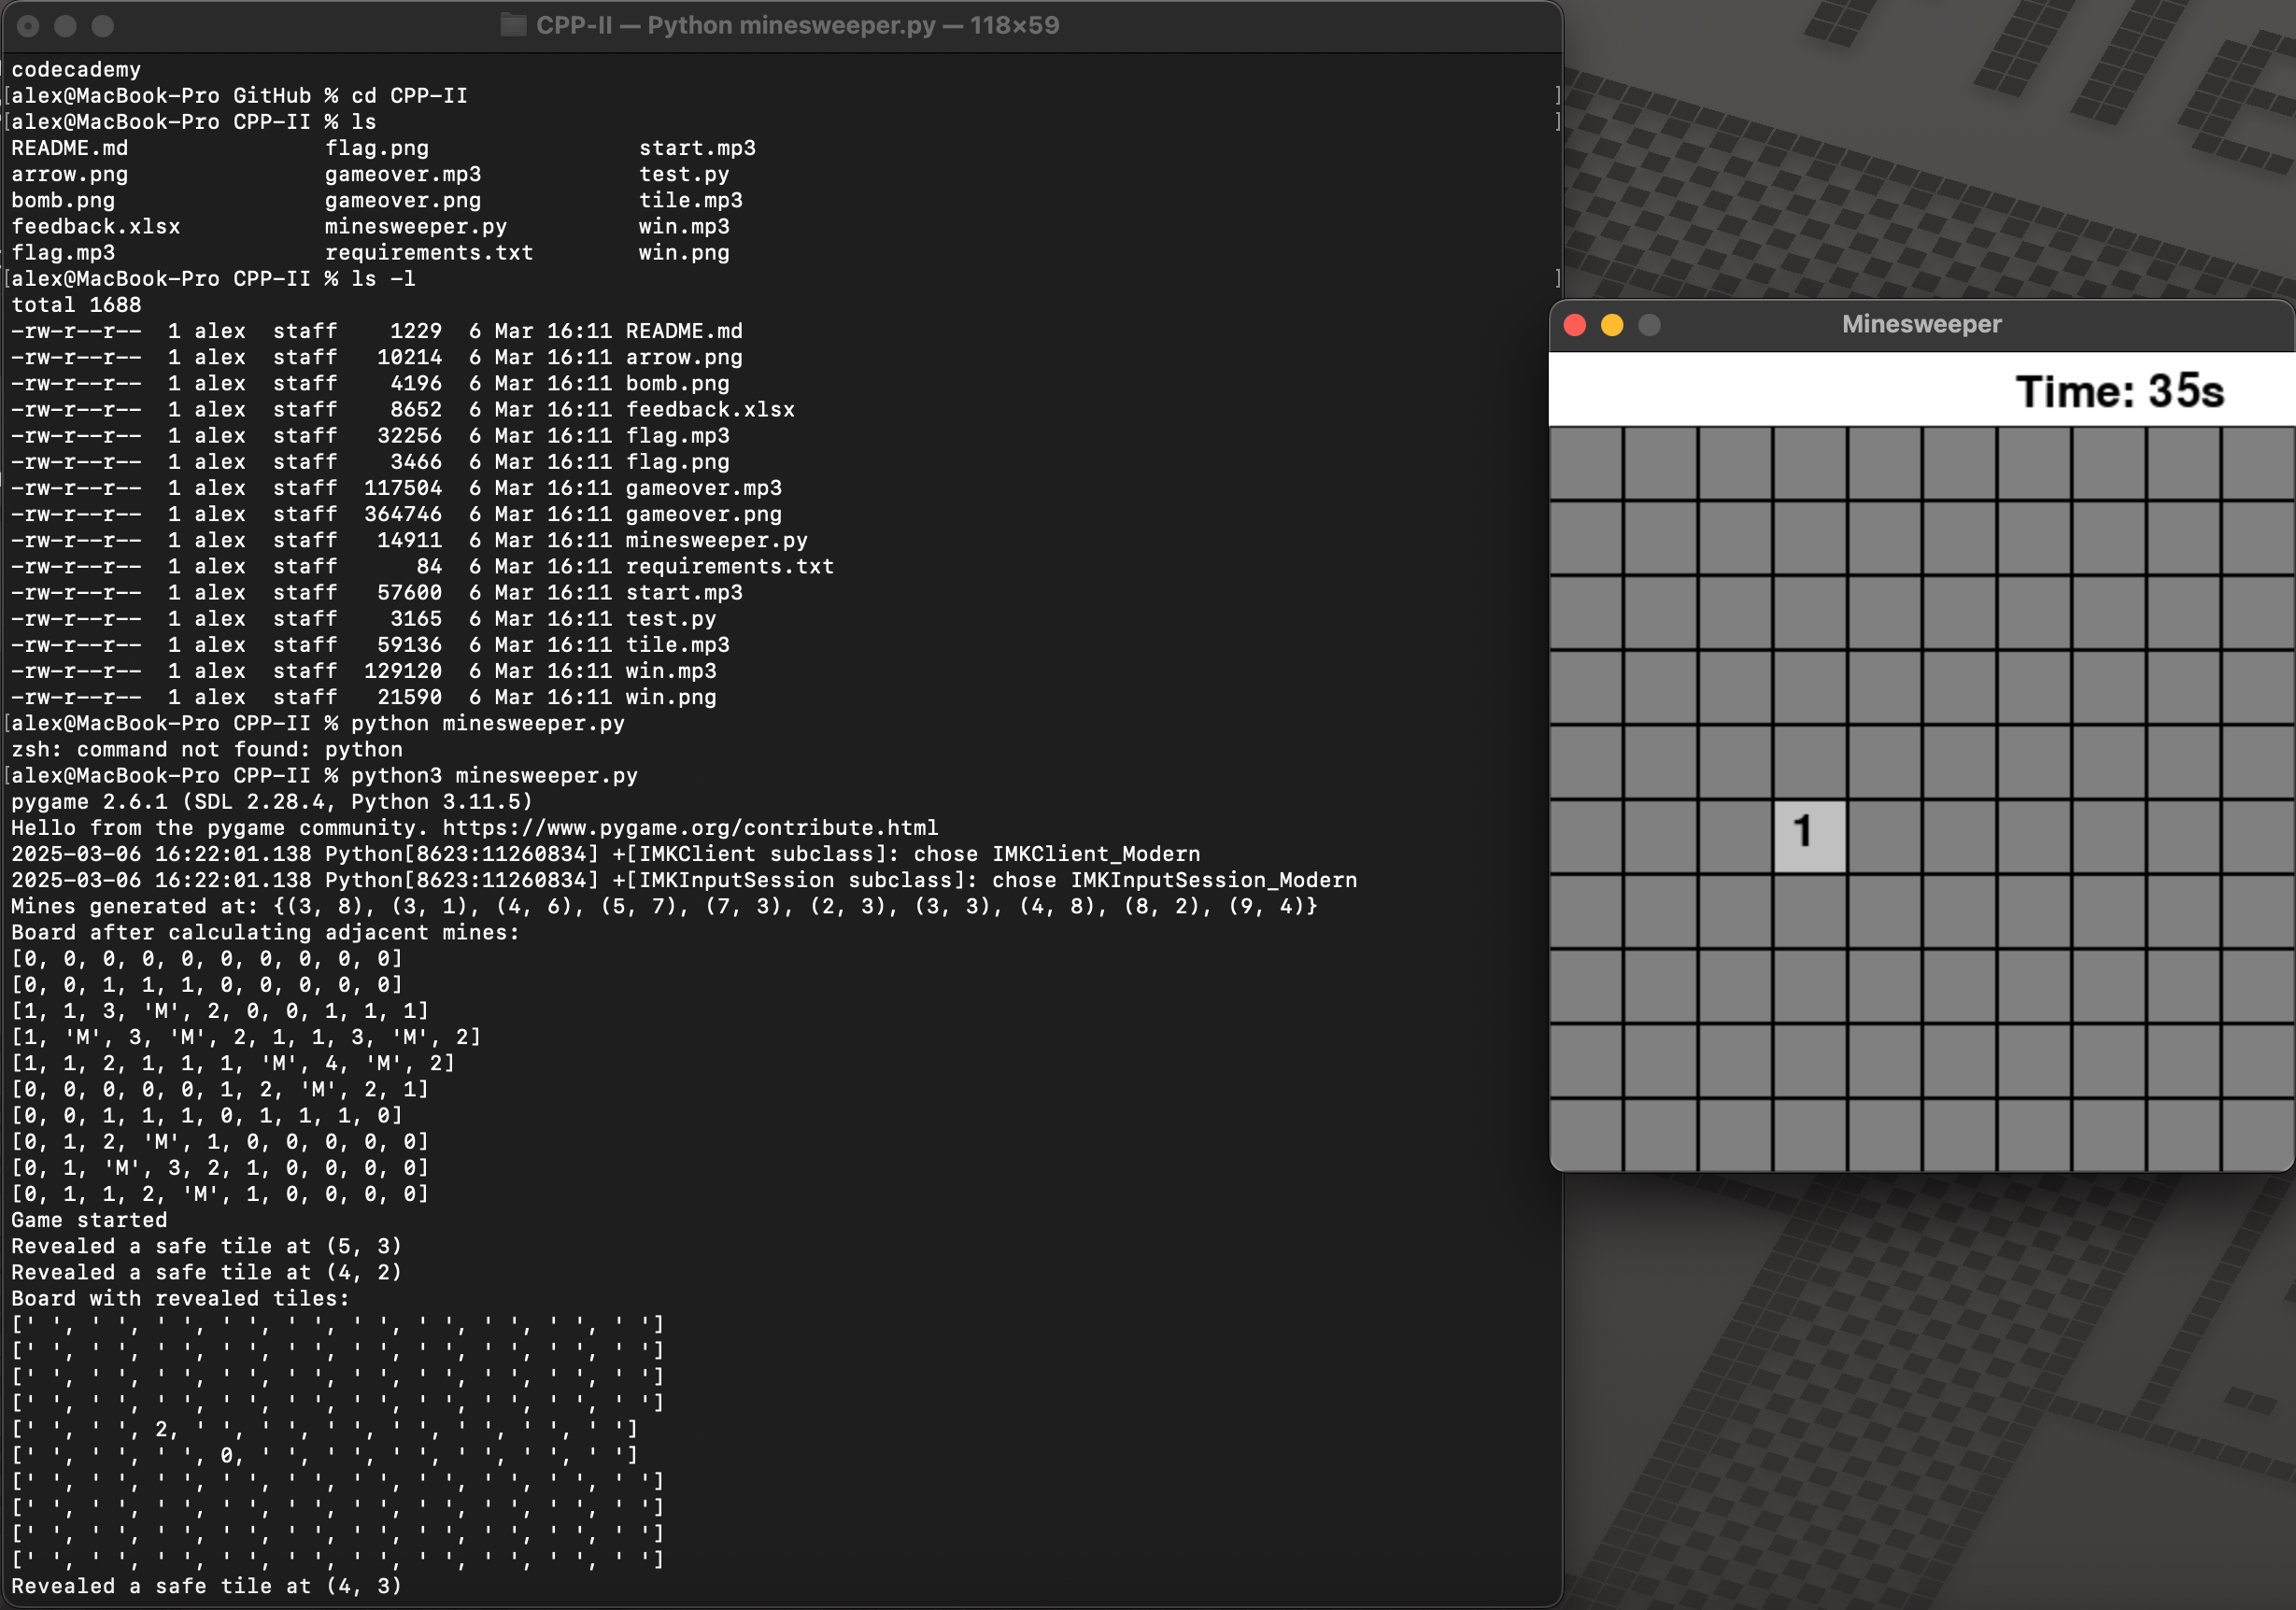 CPP-II — Python minesweeper.py — 118×59
codecademy
[alex@MacBook-Pro GitHub % cd CPP-II ]
[alex@MacBook-Pro CPP-II % ls ]
README.md flag.png start.mp3
arrow.png gameover.mp3 test.py
bomb.png gameover.png tile.mp3
feedback.xlsx minesweeper.py win.mp3
flag.mp3 requirements.txt win.png
[alex@MacBook-Pro CPP-II % ls -l ]
total 1688
-rw-r--r-- 1 alex staff 1229 6 Mar 16:11 README.md
-rw-r--r-- 1 alex staff 10214 6 Mar 16:11 arrow.png
-rw-r--r-- 1 alex staff 4196 6 Mar 16:11 bomb.png
-rw-r--r-- 1 alex staff 8652 6 Mar 16:11 feedback.xlsx
-rw-r--r-- 1 alex staff 32256 6 Mar 16:11 flag.mp3
-rw-r--r-- 1 alex staff 3466 6 Mar 16:11 flag.png
-rw-r--r-- 1 alex staff 117504 6 Mar 16:11 gameover.mp3
-rw-r--r-- 1 alex staff 364746 6 Mar 16:11 gameover.png
-rw-r--r-- 1 alex staff 14911 6 Mar 16:11 minesweeper.py
-rw-r--r-- 1 alex staff 84 6 Mar 16:11 requirements.txt
-rw-r--r-- 1 alex staff 57600 6 Mar 16:11 start.mp3
-rw-r--r-- 1 alex staff 3165 6 Mar 16:11 test.py
-rw-r--r-- 1 alex staff 59136 6 Mar 16:11 tile.mp3
-rw-r--r-- 1 alex staff 129120 6 Mar 16:11 win.mp3
-rw-r--r-- 1 alex staff 21590 6 Mar 16:11 win.png
[alex@MacBook-Pro CPP-II % python minesweeper.py
zsh: command not found: python
[alex@MacBook-Pro CPP-II % python3 minesweeper.py
pygame 2.6.1 (SDL 2.28.4, Python 3.11.5)
Hello from the pygame community. https://www.pygame.org/contribute.html
2025-03-06 16:22:01.138 Python[8623:11260834] +[IMKClient subclass]: chose IMKClient_Modern
2025-03-06 16:22:01.138 Python[8623:11260834] +[IMKInputSession subclass]: chose IMKInputSession_Modern
Mines generated at: {(3, 8), (3, 1), (4, 6), (5, 7), (7, 3), (2, 3), (3, 3), (4, 8), (8, 2), (9, 4)}
Board after calculating adjacent mines:
[0, 0, 0, 0, 0, 0, 0, 0, 0, 0]
[0, 0, 1, 1, 1, 0, 0, 0, 0, 0]
[1, 1, 3, 'M', 2, 0, 0, 1, 1, 1]
[1, 'M', 3, 'M', 2, 1, 1, 3, 'M', 2]
[1, 1, 2, 1, 1, 1, 'M', 4, 'M', 2]
[0, 0, 0, 0, 0, 1, 2, 'M', 2, 1]
[0, 0, 1, 1, 1, 0, 1, 1, 1, 0]
[0, 1, 2, 'M', 1, 0, 0, 0, 0, 0]
[0, 1, 'M', 3, 2, 1, 0, 0, 0, 0]
[0, 1, 1, 2, 'M', 1, 0, 0, 0, 0]
Game started
Revealed a safe tile at (5, 3)
Revealed a safe tile at (4, 2)
Board with revealed tiles:
[' ', ' ', ' ', ' ', ' ', ' ', ' ', ' ', ' ', ' ']
[' ', ' ', ' ', ' ', ' ', ' ', ' ', ' ', ' ', ' ']
[' ', ' ', ' ', ' ', ' ', ' ', ' ', ' ', ' ', ' ']
[' ', ' ', ' ', ' ', ' ', ' ', ' ', ' ', ' ', ' ']
[' ', ' ', 2, ' ', ' ', ' ', ' ', ' ', ' ', ' ']
[' ', ' ', ' ', 0, ' ', ' ', ' ', ' ', ' ', ' ']
[' ', ' ', ' ', ' ', ' ', ' ', ' ', ' ', ' ', ' ']
[' ', ' ', ' ', ' ', ' ', ' ', ' ', ' ', ' ', ' ']
[' ', ' ', ' ', ' ', ' ', ' ', ' ', ' ', ' ', ' ']
[' ', ' ', ' ', ' ', ' ', ' ', ' ', ' ', ' ', ' ']
Revealed a safe tile at (4, 3)
Minesweeper
Time: 35s
1